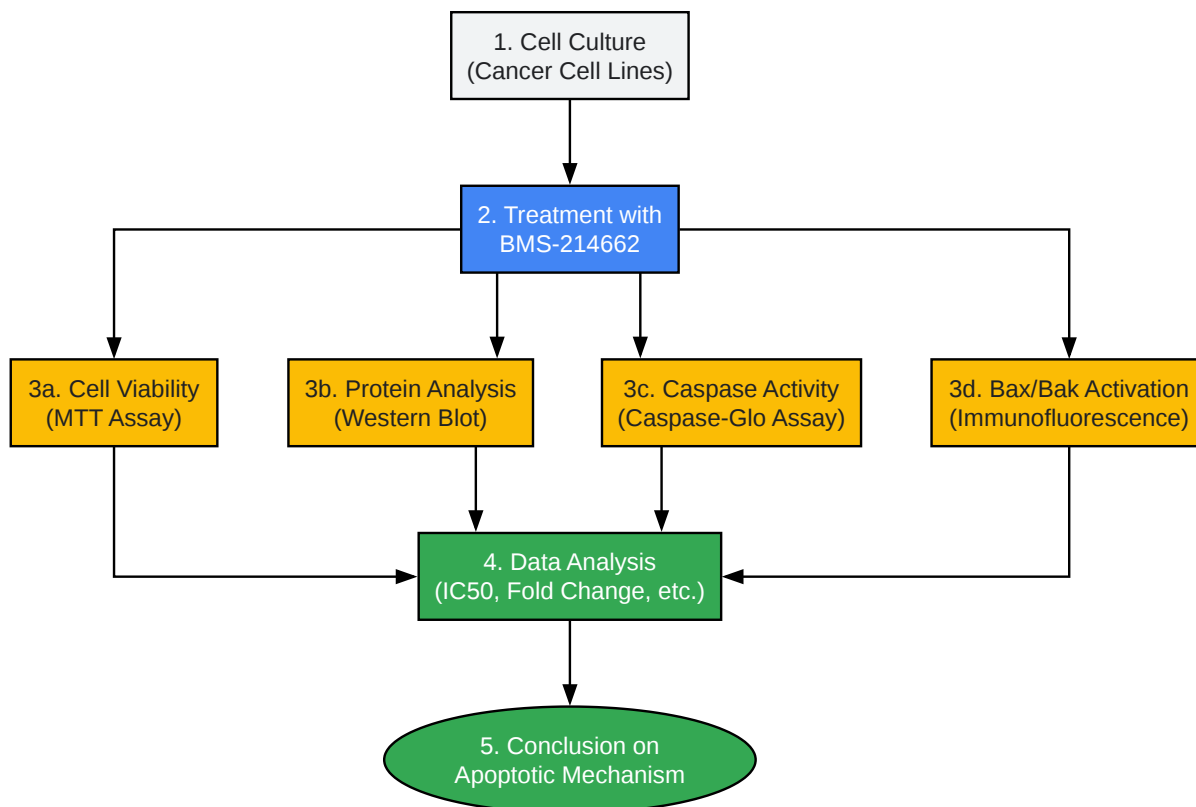 1. Cell Culture
(Cancer Cell Lines)
2. Treatment with
BMS-214662
3a. Cell Viability
(MTT Assay)
3b. Protein Analysis
(Western Blot)
3c. Caspase Activity
(Caspase-Glo Assay)
3d. Bax/Bak Activation
(Immunofluorescence)
4. Data Analysis
(IC50, Fold Change, etc.)
5. Conclusion on
Apoptotic Mechanism